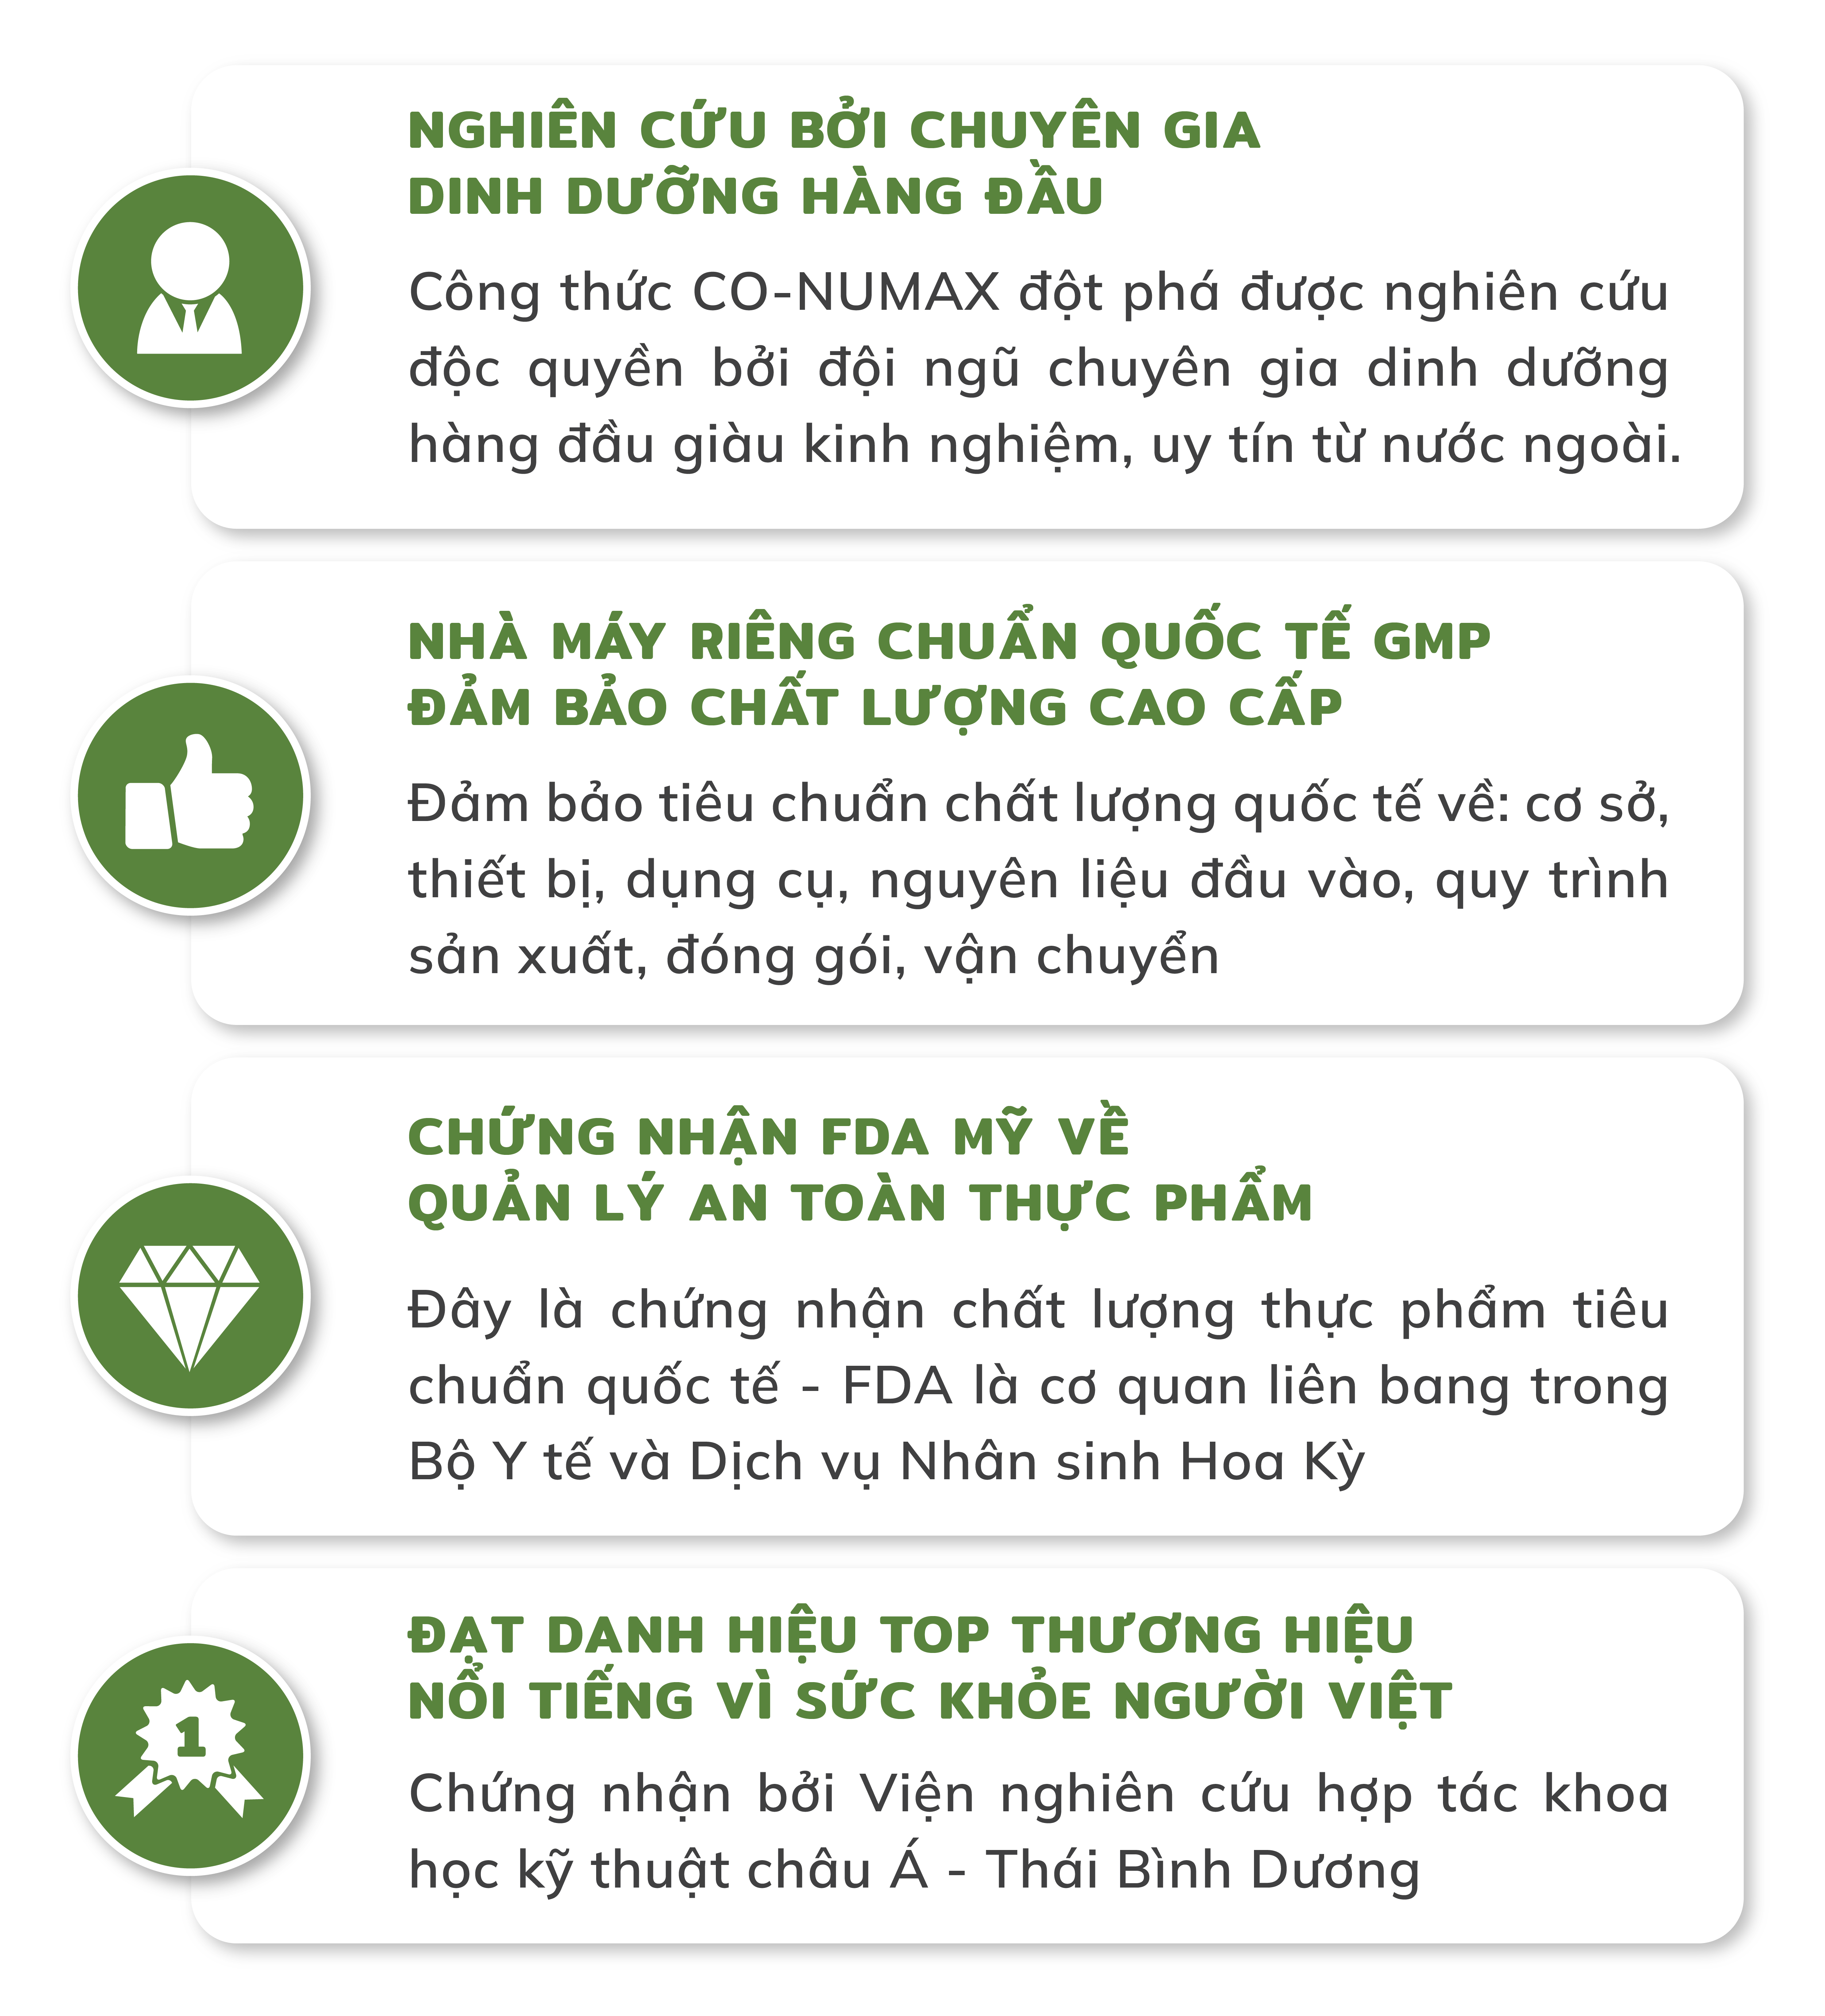 NGHIÊN CỨU BỞI CHUYÊN GIA
DINH DƯỠNG HÀNG ĐẦU
Công thức CO-NUMAX đột phá được nghiên cứu
độc quyền bởi đội ngũ chuyên gia dinh dưỡng
hàng đầu giàu kinh nghiệm, uy tín từ nước ngoài.
NHÀ MÁY RIÊNG CHUẨN QUỐC TẾ GMP
ĐẢM BẢO CHẤT LƯỢNG CAO CẤP
Đảm bảo tiêu chuẩn chất lượng quốc tế về: cơ sở,
thiết bị, dụng cụ, nguyên liệu đầu vào, quy trình
sản xuất, đóng gói, vận chuyển
CHỨNG NHẬN FDA MỸ VỀ
QUẢN LÝ AN TOÀN THỰC PHẨM
Đây là chứng nhận chất lượng thực phẩm tiêu
chuẩn quốc tế - FDA là cơ quan liên bang trong
Bộ Y tế và Dịch vụ Nhân sinh Hoa Kỳ
1
ĐẠT DANH HIỆU TOP THƯƠNG HIỆU
NỔI TIẾNG VÌ SỨC KHỎE NGƯỜI VIỆT
Chứng nhận bởi Viện nghiên cứu hợp tác khoa
học kỹ thuật châu Á - Thái Bình Dương